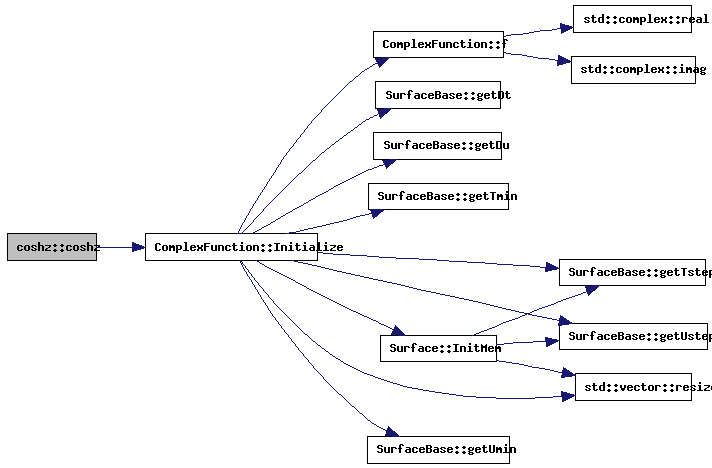 std::complex::real
ComplexFunction::f
std::complex::imag
SurfaceBase::getDt
SurfaceBase::getDu
SurfaceBase::getTmin
coshz::coshz
ComplexFunction::Initialize
SurfaceBase::getTstep
SurfaceBase::getUstep
Surface::InitMem
std::vector::resize
SurfaceBase::getUmin